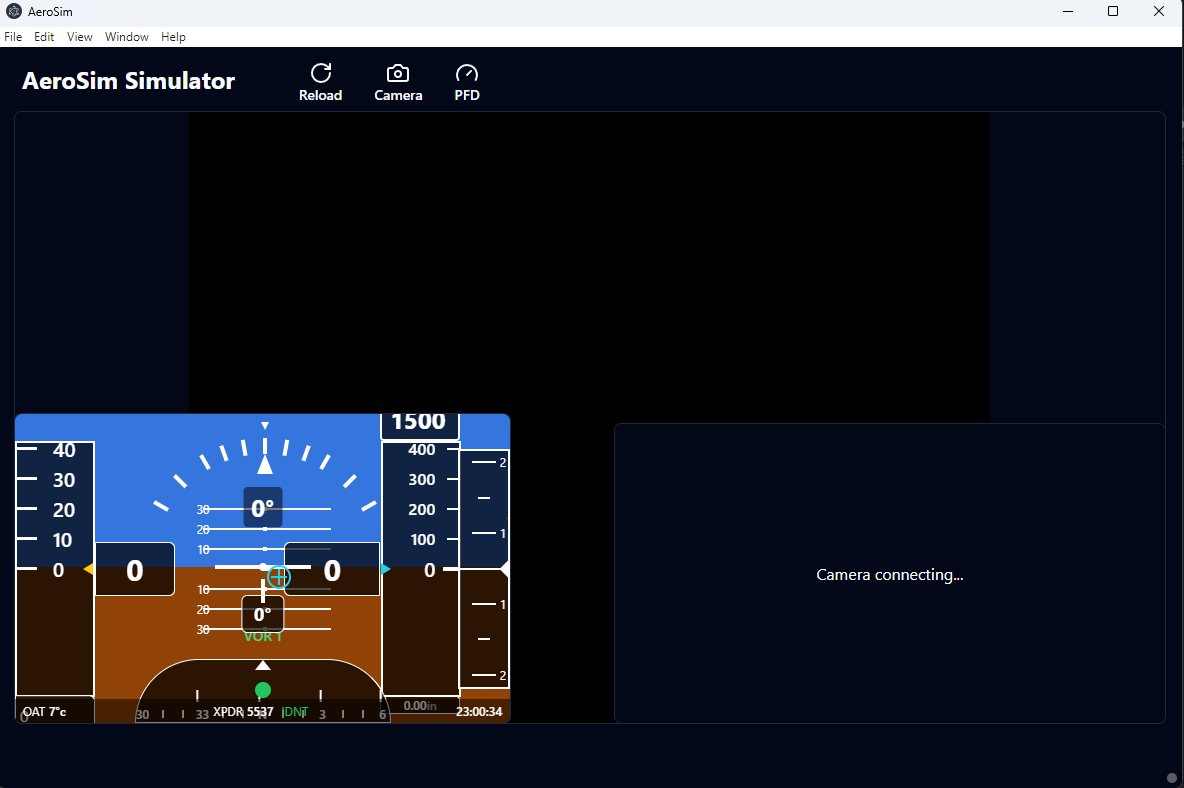 AeroSim
File Edit View Window Help
AeroSim Simulator
Reload Camera PFD
1500
40 400
2
30 300
0°
30
20 200
20
1
10 100
10
0 0 0 0
Camera connecting...
10
1
20
0°
30
VOR 1
2
0.00in
OAT 7°c
0
30 33 N 3 6
XPDR 5537 IDNT
23:00:34